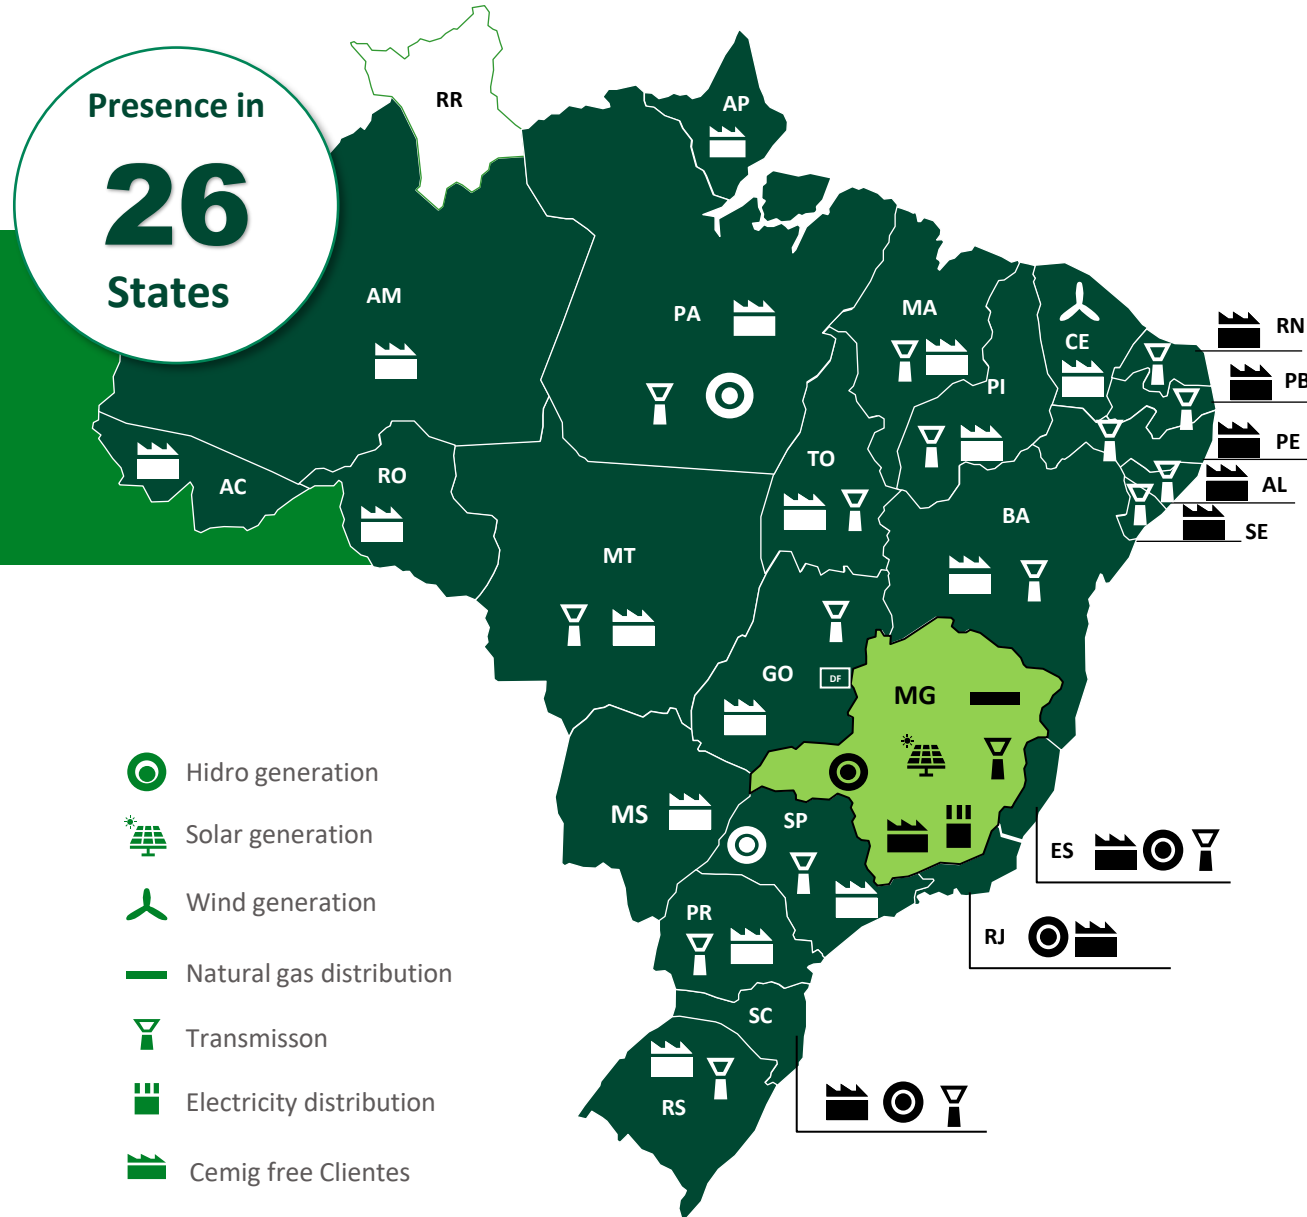 Presence in
26
States
RR
AP
AM
PA
MA
CE
RN
PI
PB
PE
TO
AC
RO
AL
BA
SE
MT
GO
DF
MG
MS
SP
ES
PR
RJ
SC
RS
Hidro generation
Solar generation
Wind generation
Natural gas distribution
Transmisson
Electricity distribution
Cemig free Clientes